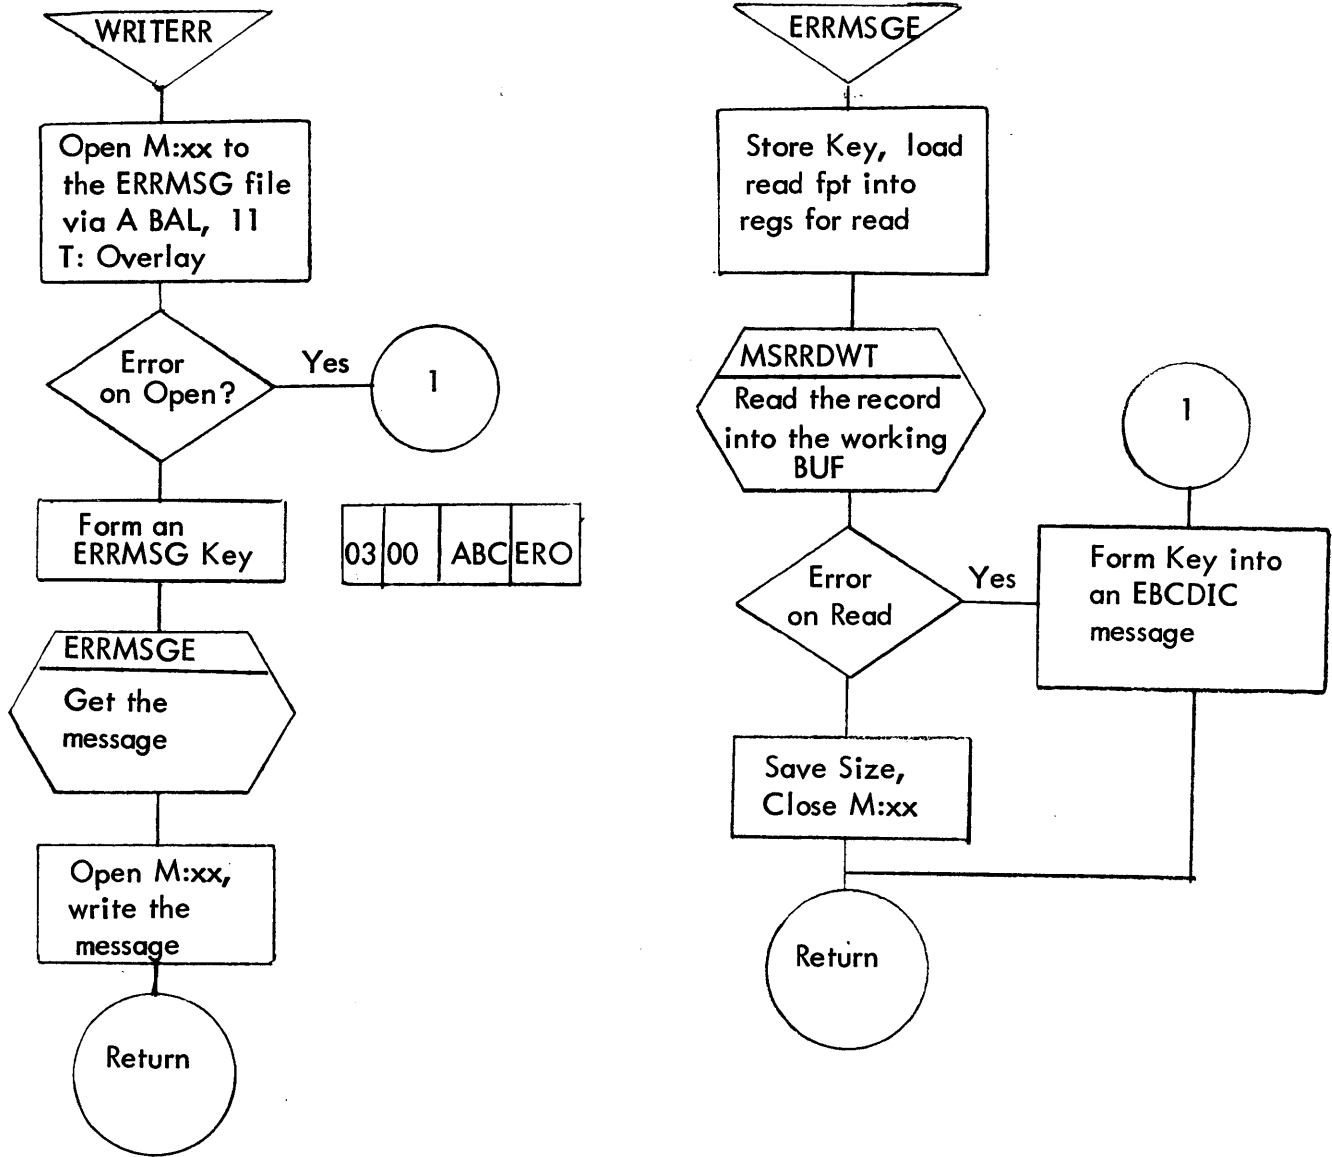 WRITERR
Open M:xx to
the ERRMSG file
via A BAL, 11
T: Overlay
Error
on Open?
Yes
1
Form an
ERRMSG Key
03 00 ABC ERO
ERRMSGE
Get the
message
Open M:xx,
write the
message
Return
ERRMSGE
Store Key, load
read fpt into
regs for read
MSRRDWT
Read the record
into the working
BUF
Error
on Read
Yes
1
Form Key into
an EBCDIC
message
Save Size,
Close M:xx
Return